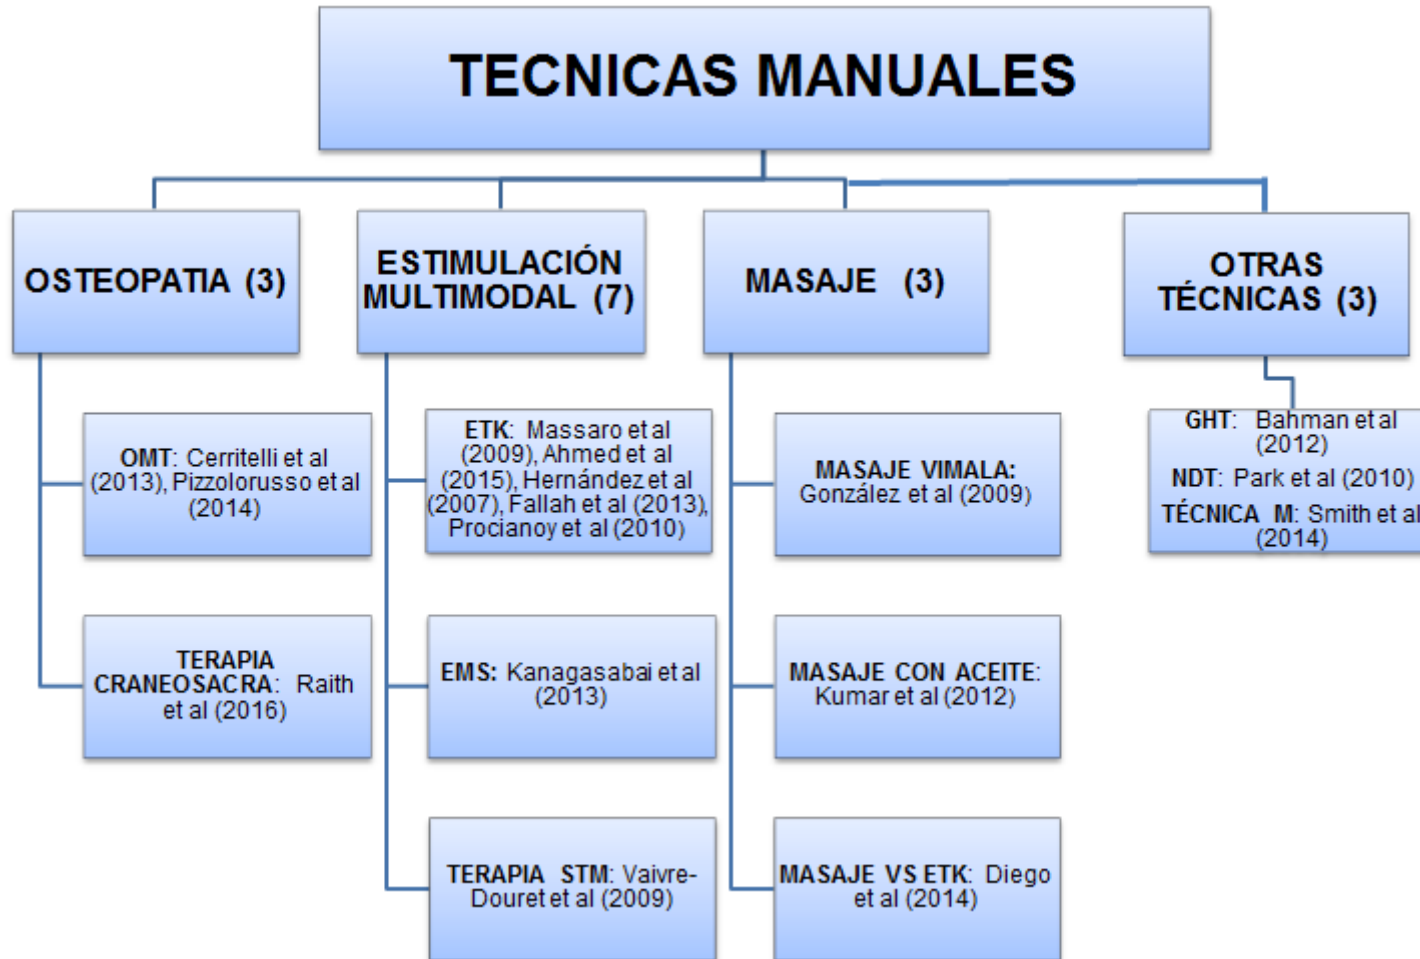 TECNICAS MANUALES
OSTEOPATIA (3)
OMT: Cerritelli et al
(2013), Pizzolorusso et al
(2014)
TERAPIA
CRANEOSACRA: Raith
et al (2016)
ESTIMULACIÓN
MULTIMODAL (7)
ETK: Massaro et al
(2009), Ahmed et al
(2015), Hernández et al
(2007), Fallah et al (2013),
Procianoy et al (2010)
EMS: Kanagasabai et al
(2013)
TERAPIA STM: Vaivre-
Douret et al (2009)
MASAJE (3)
MASAJE VIMALA:
González et al (2009)
MASAJE CON ACEITE:
Kumar et al (2012)
MASAJE VS ETK: Diego
et al (2014)
OTRAS
TÉCNICAS (3)
GHT: Bahman et al
(2012)
NDT: Park et al (2010)
TÉCNICA M: Smith et al
(2014)